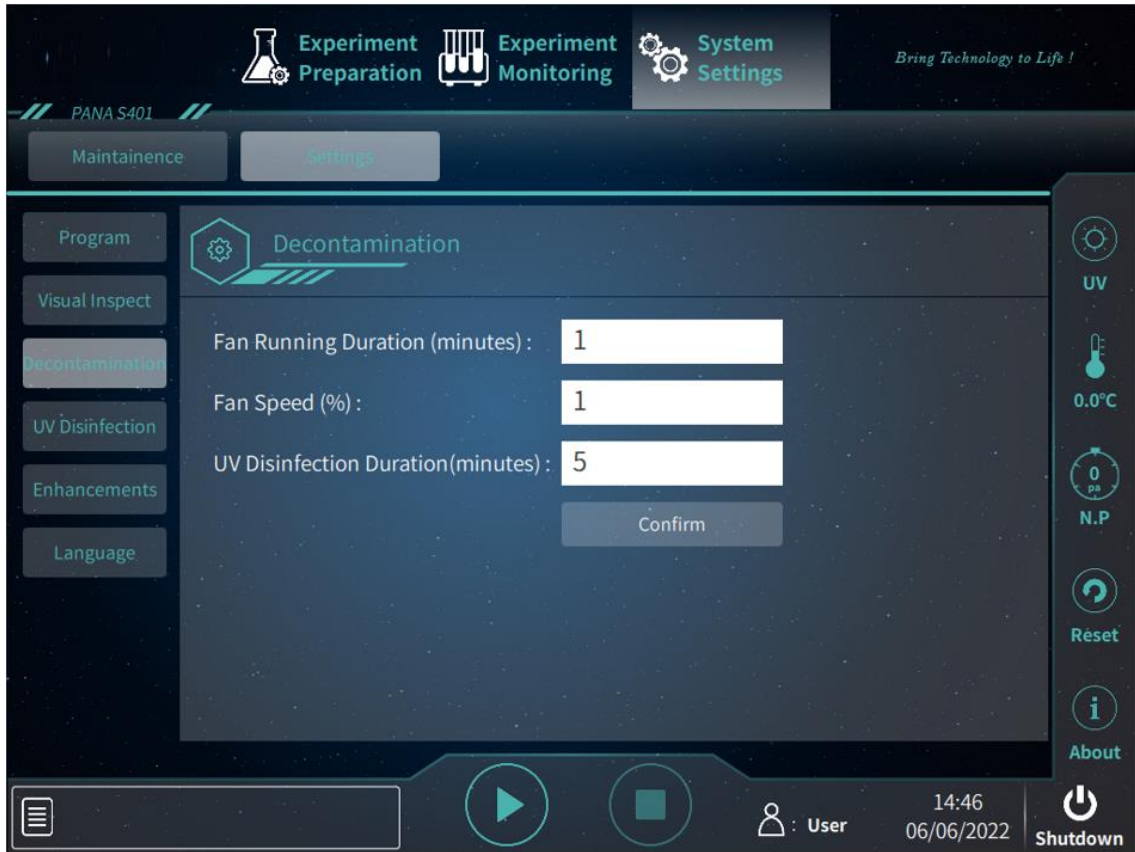 Experiment
Preparation
Experiment
Monitoring
System
Settings
Bring Technology to Life !
PANA S401
Maintainence
Settings
Program
Visual Inspect
Decontamination
UV Disinfection
Enhancements
Language
Decontamination
Fan Running Duration (minutes) : 1
Fan Speed (%) : 1
UV Disinfection Duration(minutes) : 5
Confirm
UV
0.0°C
0
pa
N.P
Reset
i
About
: User
14:46
06/06/2022
Shutdown